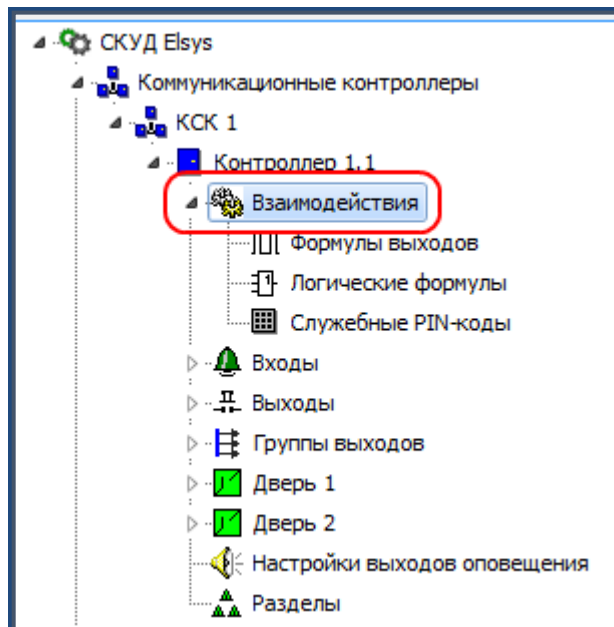 СКУД Elsys
Коммуникационные контроллеры
КСК 1
Контроллер 1.1
Взаимодействия
Формулы выходов
Логические формулы
Служебные PIN-коды
Входы
Выходы
Группы выходов
Дверь 1
Дверь 2
Настройки выходов оповещения
Разделы